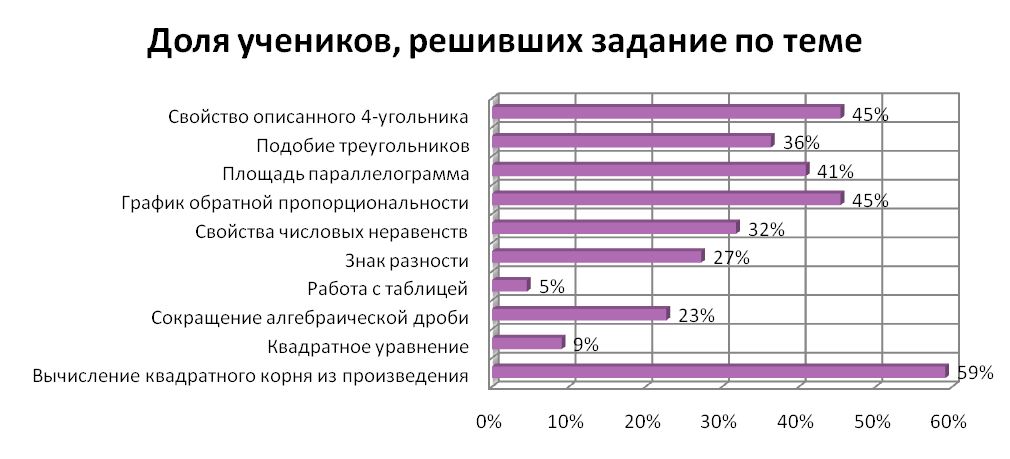 Доля учеников, решивших задание по теме
Свойство описанного 4-угольника 45%
Подобие треугольников 36%
Площадь параллелограмма 41%
График обратной пропорциональности 45%
Свойства числовых неравенств 32%
Знак разности 27%
Работа с таблицей 5%
Сокращение алгебраической дроби 23%
Квадратное уравнение 9%
Вычисление квадратного корня из произведения 59%
0% 10% 20% 30% 40% 50% 60%